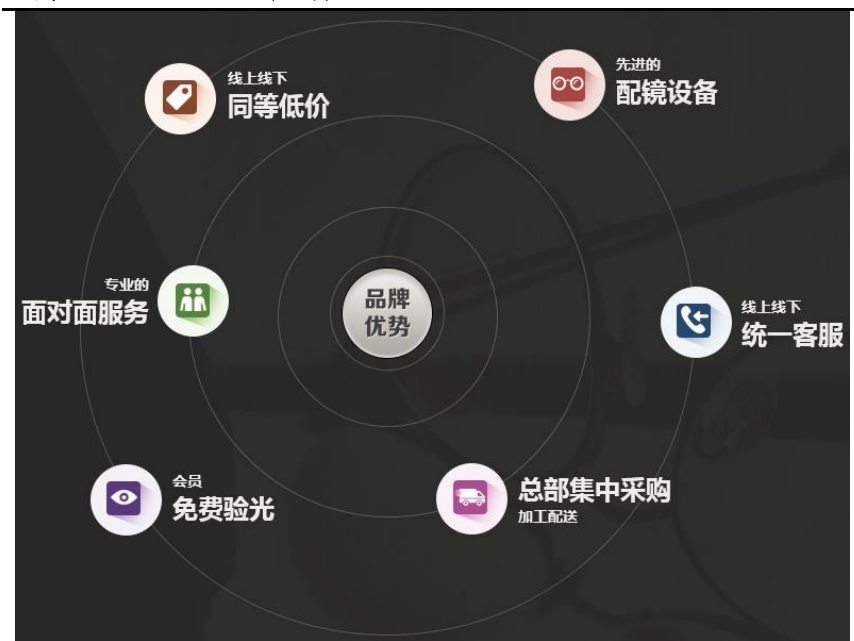 线上线下
同等低价
先进的
配镜设备
专业的
面对面服务
品牌
优势
线上线下
统一客服
会员
免费验光
总部集中采购
加工配送